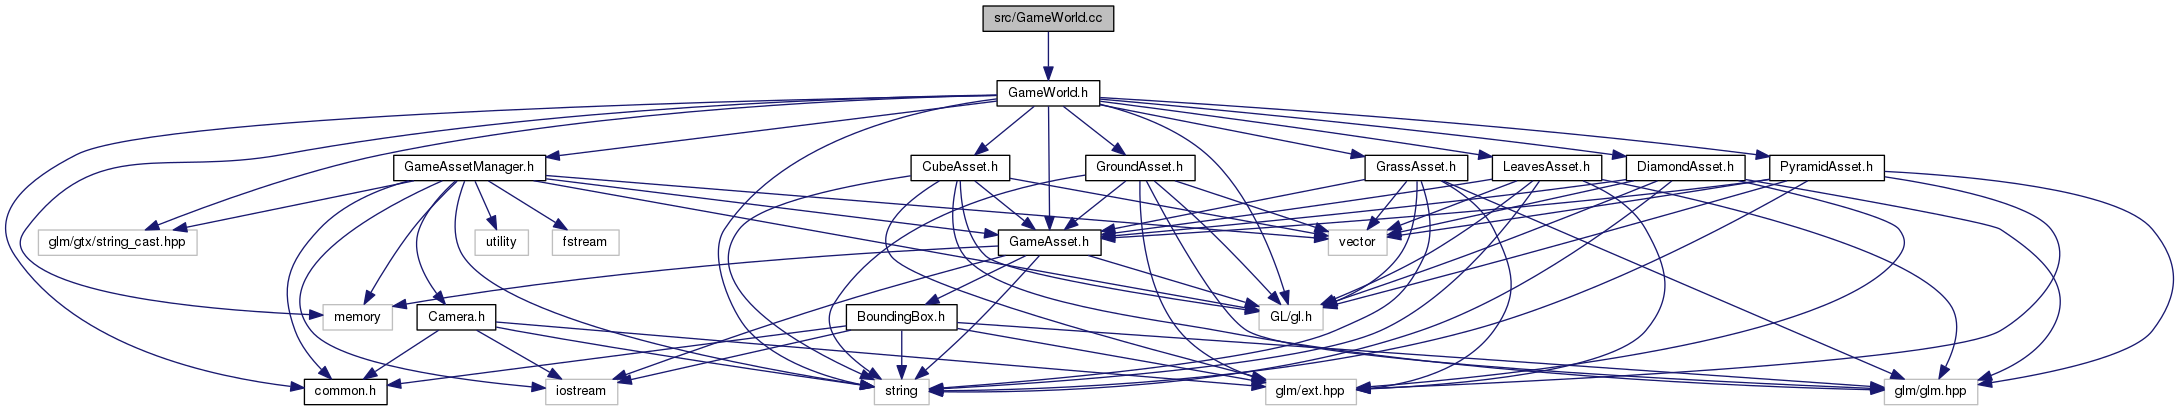 src/GameWorld.cc
GameWorld.h
GameAssetManager.h
CubeAsset.h
GroundAsset.h
GrassAsset.h
LeavesAsset.h
DiamondAsset.h
PyramidAsset.h
glm/gtx/string_cast.hpp
utility
fstream
GameAsset.h
vector
memory
Camera.h
BoundingBox.h
GL/gl.h
common.h
iostream
string
glm/ext.hpp
glm/glm.hpp